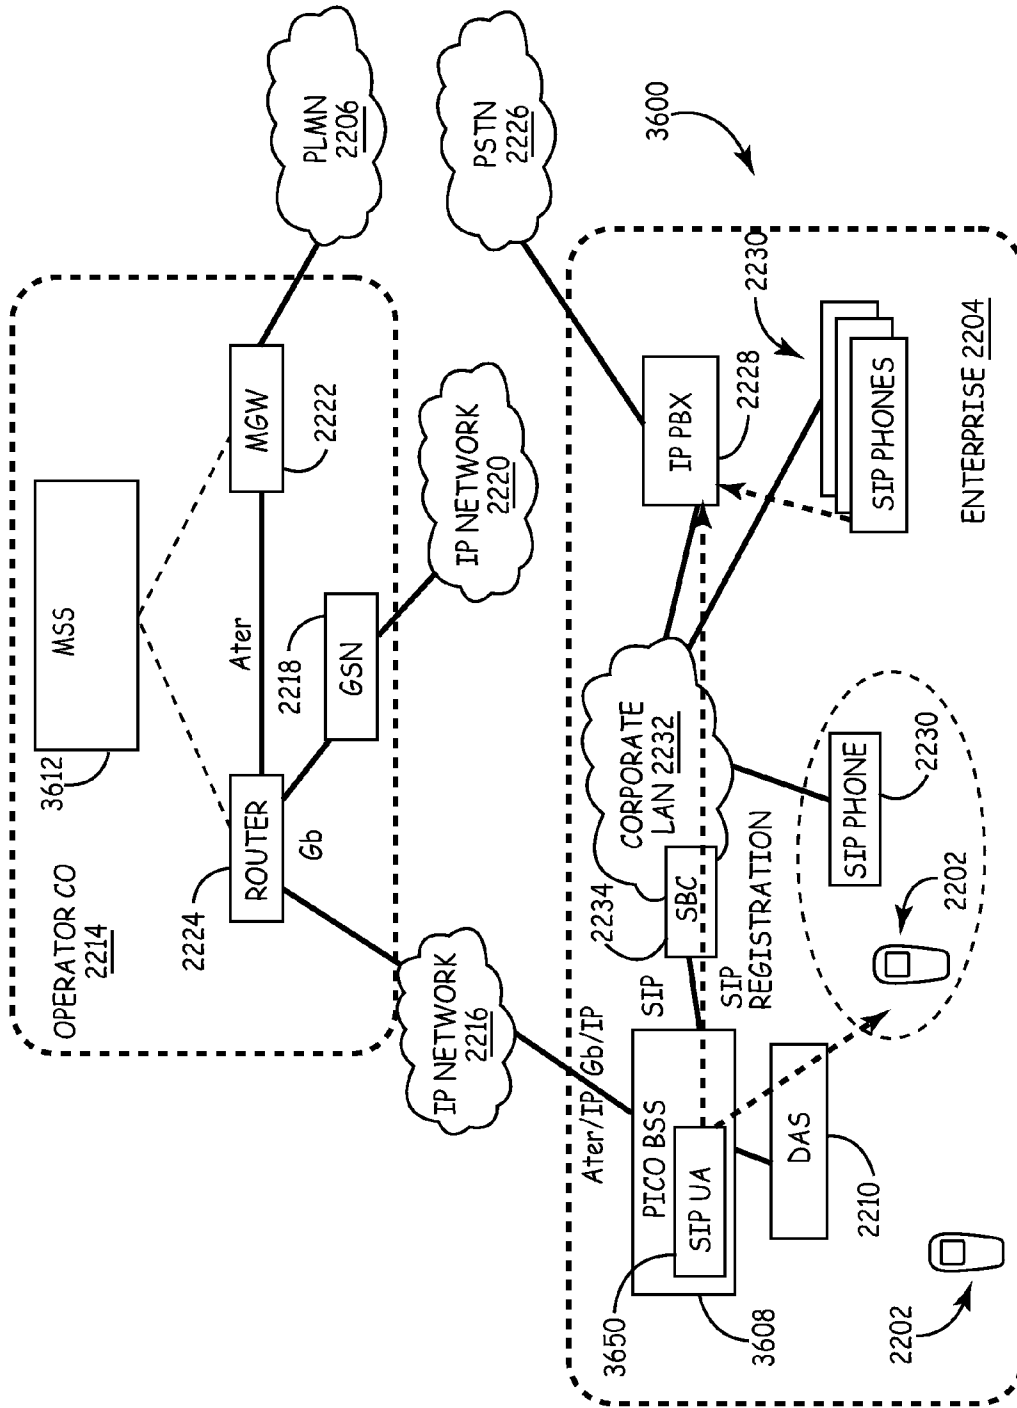 OPERATOR CO
2214
3612
MSS
2224
ROUTER
Ater
MGW
2222
Gb
2218
GSN
PLMN
2206
IP NETWORK
2216
IP NETWORK
2220
PSTN
2226
3600
Ater/IP
Gb/IP
3650
PICO BSS
SIP UA
3608
SIP
2234
SBC
CORPORATE
LAN 2232
SIP
REGISTRATION
IP PBX
2228
2230
DAS
2210
SIP PHONE
2230
SIP PHONES
2202
2202
ENTERPRISE 2204